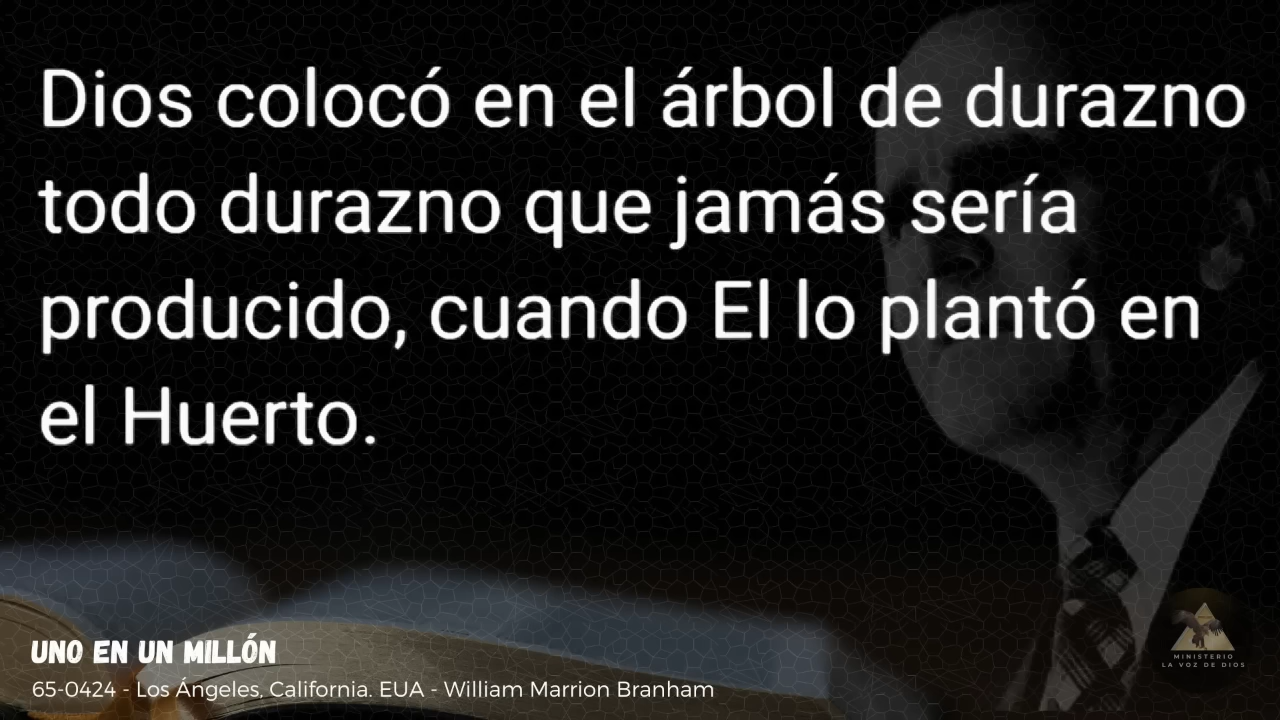 Dios colocó en el árbol de durazno
todo durazno que jamás sería
producido, cuando El lo plantó en
el Huerto.
UNO EN UN MILLÓN
65-0424 - Los Ángeles, California. EUA - William Marrion Branham
MINISTERIO
LA VOZ DE DIOS